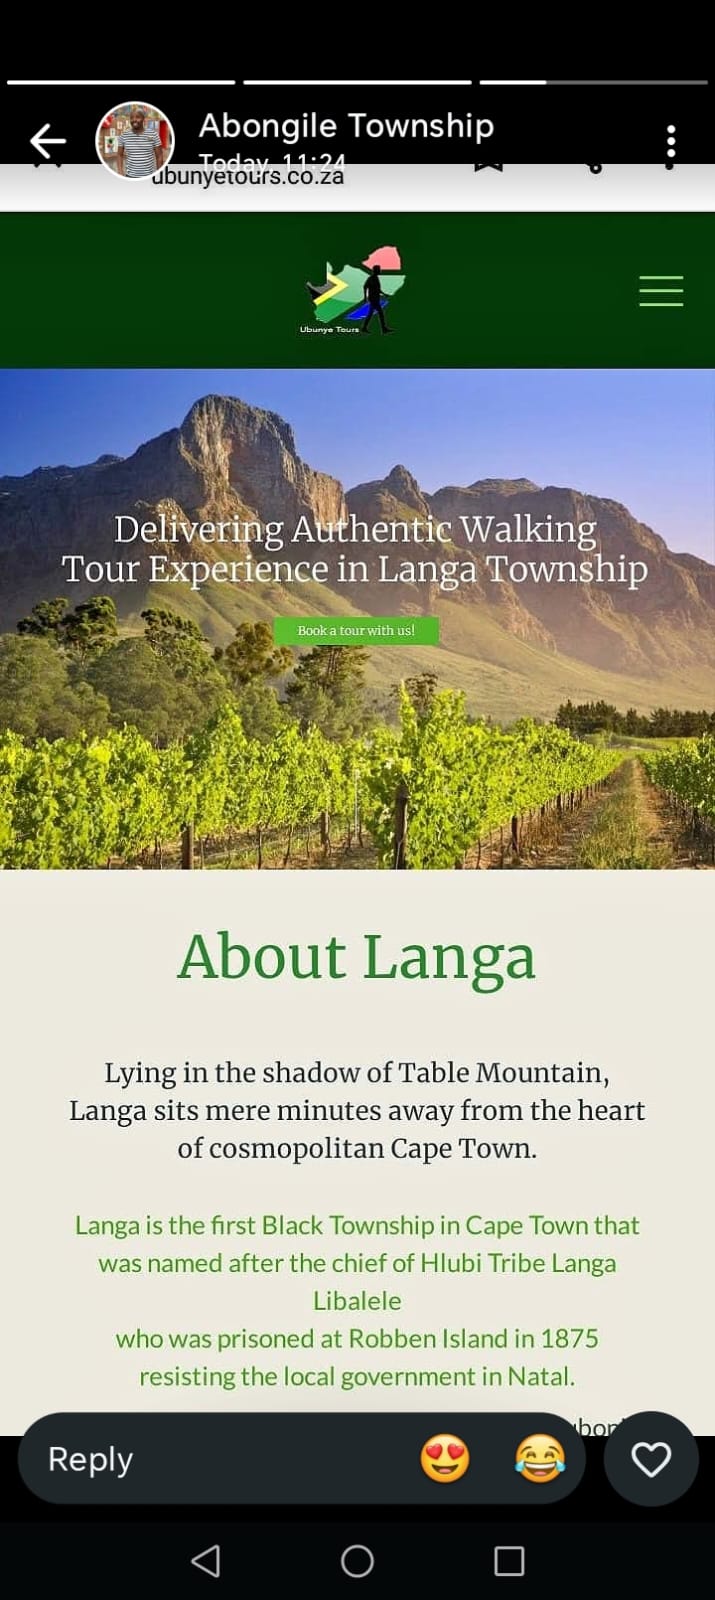 Abongile Township
Today, 11:24
ubunyetours.co.za
Ubunye Tours
Delivering Authentic Walking
Tour Experience in Langa Township
Book a tour with us!
About Langa
Lying in the shadow of Table Mountain,
Langa sits mere minutes away from the heart
of cosmopolitan Cape Town.
Langa is the first Black Township in Cape Town that
was named after the chief of Hlubi Tribe Langa
Libalele
who was prisoned at Robben Island in 1875
resisting the local government in Natal.
Reply